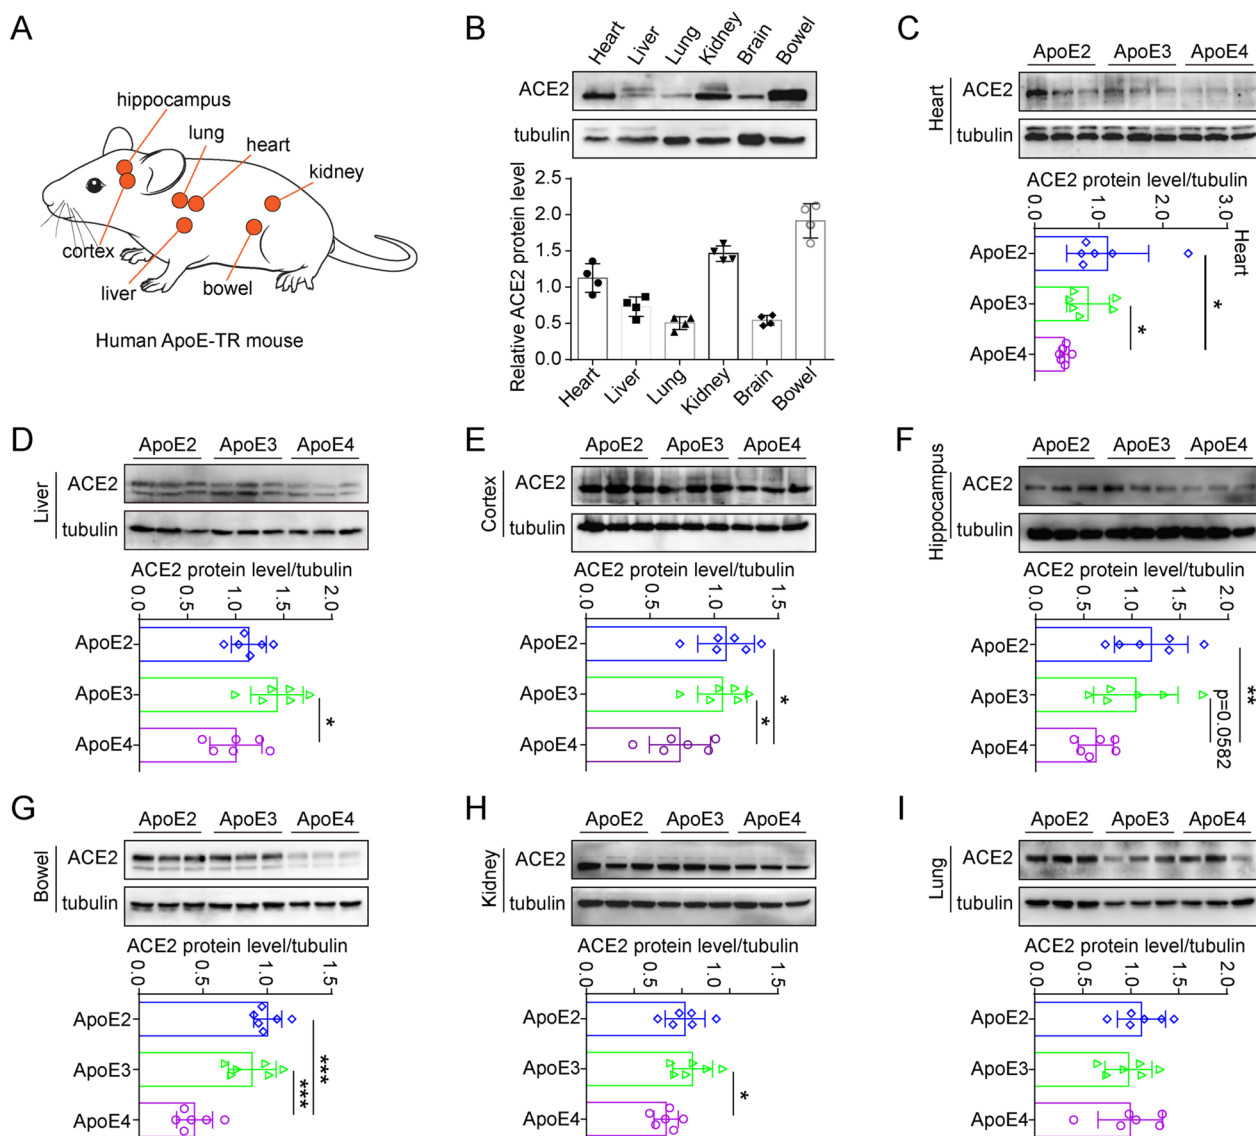 A
hippocampus
lung
heart
kidney
cortex
liver
bowel
Human ApoE-TR mouse
B
Heart
Liver
Lung
Kidney
Brain
Bowel
ACE2
tubulin
Relative ACE2 protein level
2.5
2.0
1.5
1.0
0.5
0.0
Heart
Liver
Lung
Kidney
Brain
Bowel
C
ApoE2 ApoE3 ApoE4
Heart
ACE2
tubulin
ACE2 protein level/tubulin
0.0 1.0 2.0 3.0
Heart
ApoE2
ApoE3
ApoE4
*
*
D
ApoE2 ApoE3 ApoE4
Liver
ACE2
tubulin
ACE2 protein level/tubulin
0.0 0.5 1.0 1.5 2.0
ApoE2
ApoE3
ApoE4
*
E
ApoE2 ApoE3 ApoE4
Cortex
ACE2
tubulin
ACE2 protein level/tubulin
0.0 0.5 1.0 1.5
ApoE2
ApoE3
ApoE4
*
*
F
ApoE2 ApoE3 ApoE4
Hippocampus
ACE2
tubulin
ACE2 protein level/tubulin
0.0 0.5 1.0 1.5 2.0
ApoE2
ApoE3
ApoE4
p=0.0582
**
G
ApoE2 ApoE3 ApoE4
Bowel
ACE2
tubulin
ACE2 protein level/tubulin
0.0 0.5 1.0 1.5
ApoE2
ApoE3
ApoE4
***
***
H
ApoE2 ApoE3 ApoE4
Kidney
ACE2
tubulin
ACE2 protein level/tubulin
0.0 0.5 1.0 1.5
ApoE2
ApoE3
ApoE4
*
I
ApoE2 ApoE3 ApoE4
Lung
ACE2
tubulin
ACE2 protein level/tubulin
0.0 0.5 1.0 1.5 2.0
ApoE2
ApoE3
ApoE4